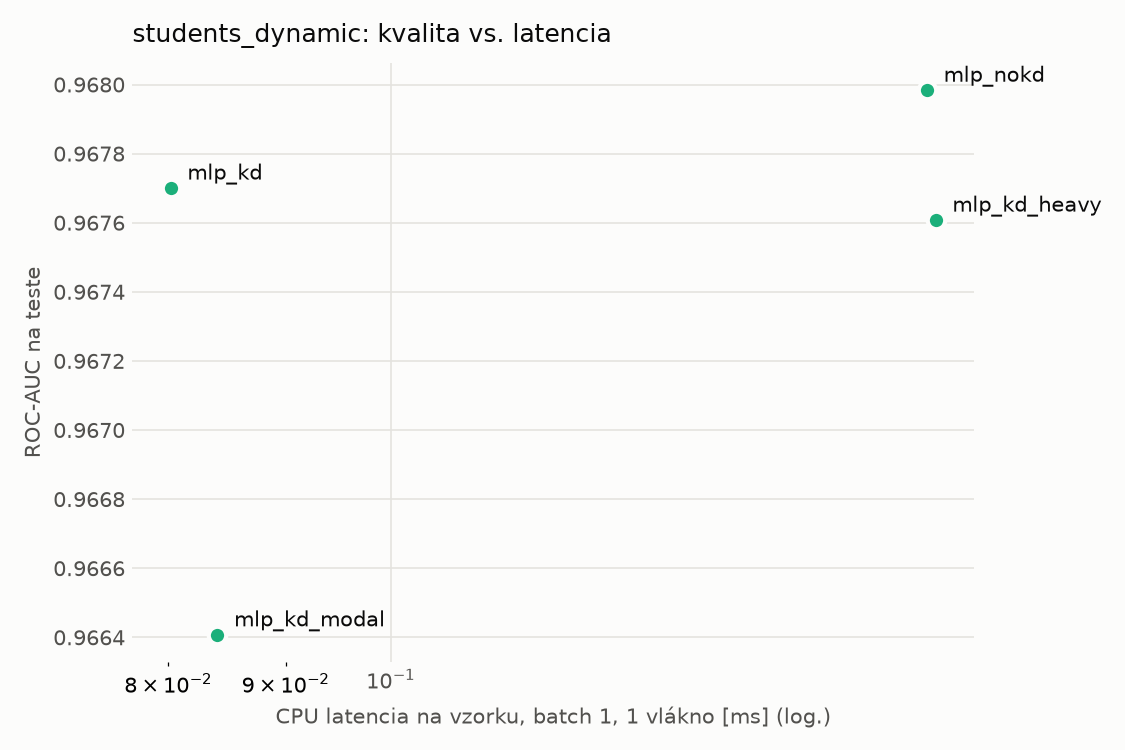 students_dynamic: kvalita vs. latencia
0.9680
mlp_nokd
0.9678
mlp_kd
0.9676
mlp_kd_heavy
0.9674
0.9672
0.9670
0.9668
0.9666
0.9664
mlp_kd_modal
ROC-AUC na teste
8 × 10⁻² 9 × 10⁻² 10⁻¹
CPU latencia na vzorku, batch 1, 1 vlákno [ms] (log.)